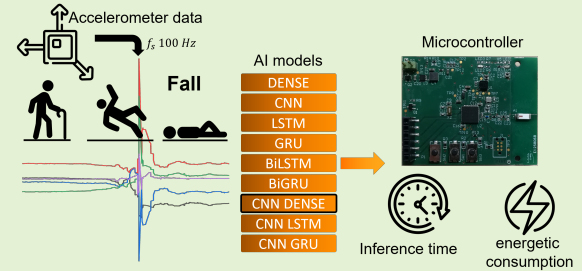 Accelerometer data
fs 100 Hz
Fall
AI models
DENSE
CNN
LSTM
GRU
BiLSTM
BiGRU
CNN DENSE
CNN LSTM
CNN GRU
Microcontroller
Inference time
energetic
consumption